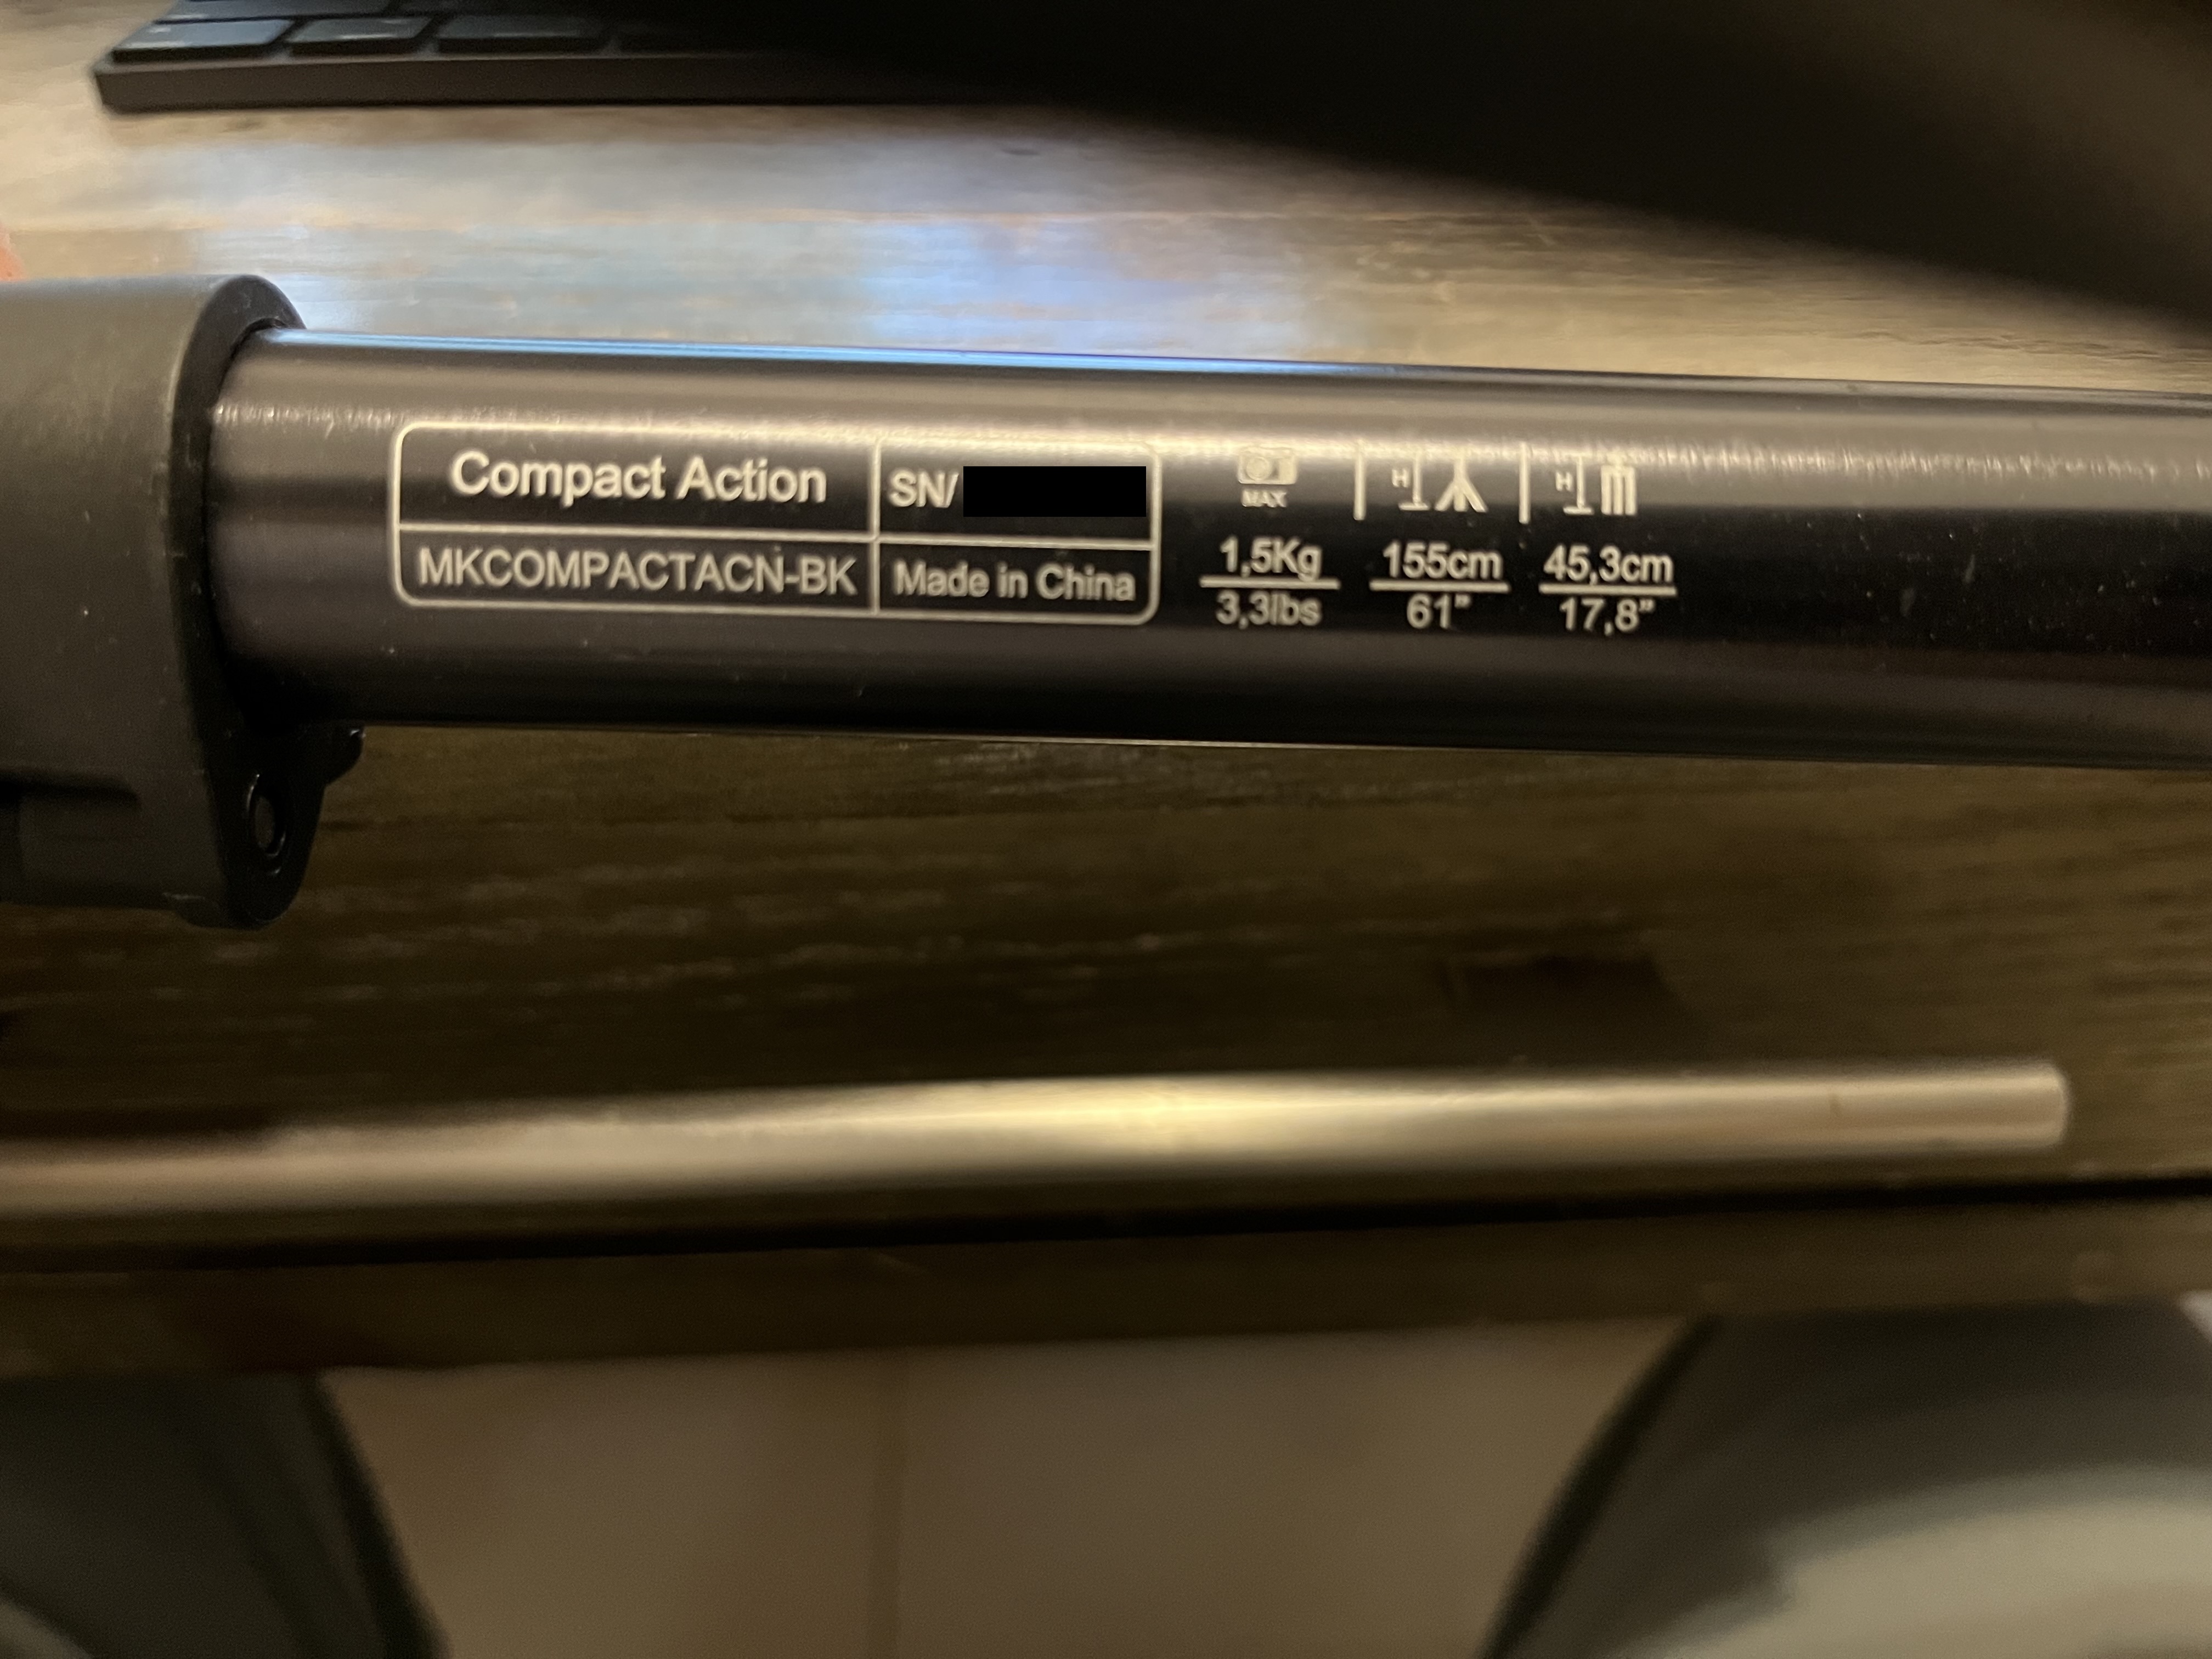 Compact Action
SN/
MKCOMPACTACN-BK
Made in China
MAX
H
H
1,5Kg
155cm
45,3cm
3,3lbs
61”
17,8”